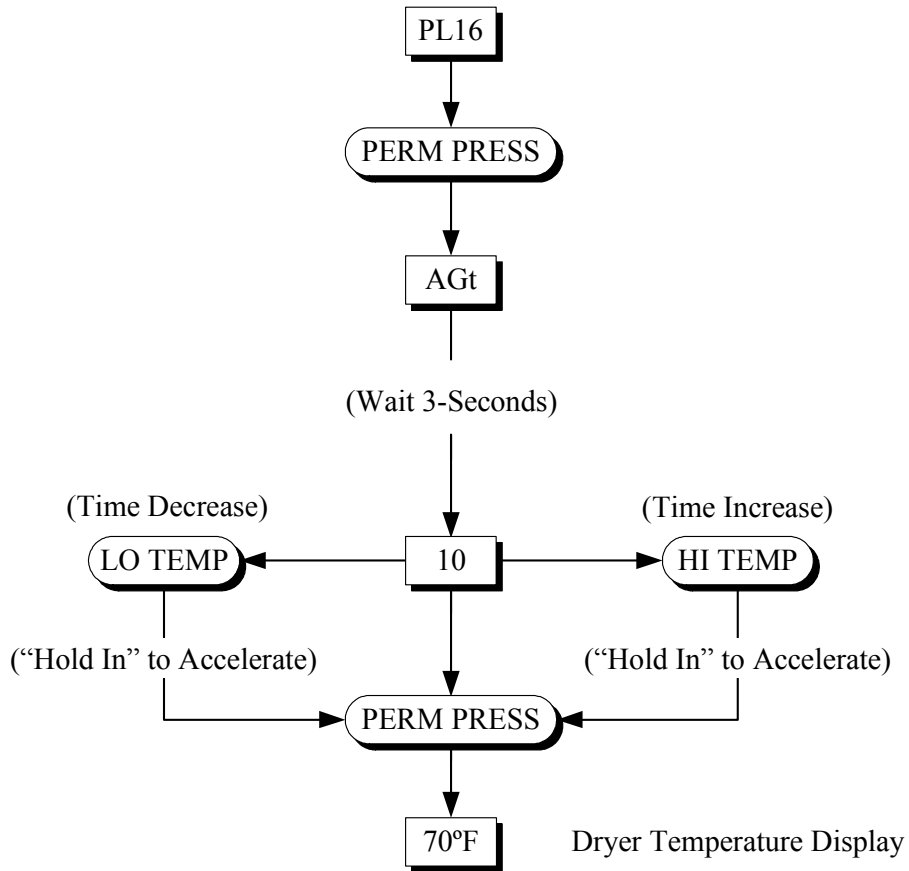 PL16
PERM PRESS
AGt
(Wait 3-Seconds)
(Time Decrease)
(Time Increase)
LO TEMP
10
HI TEMP
(“Hold In” to Accelerate)
(“Hold In” to Accelerate)
PERM PRESS
70ºF
Dryer Temperature Display